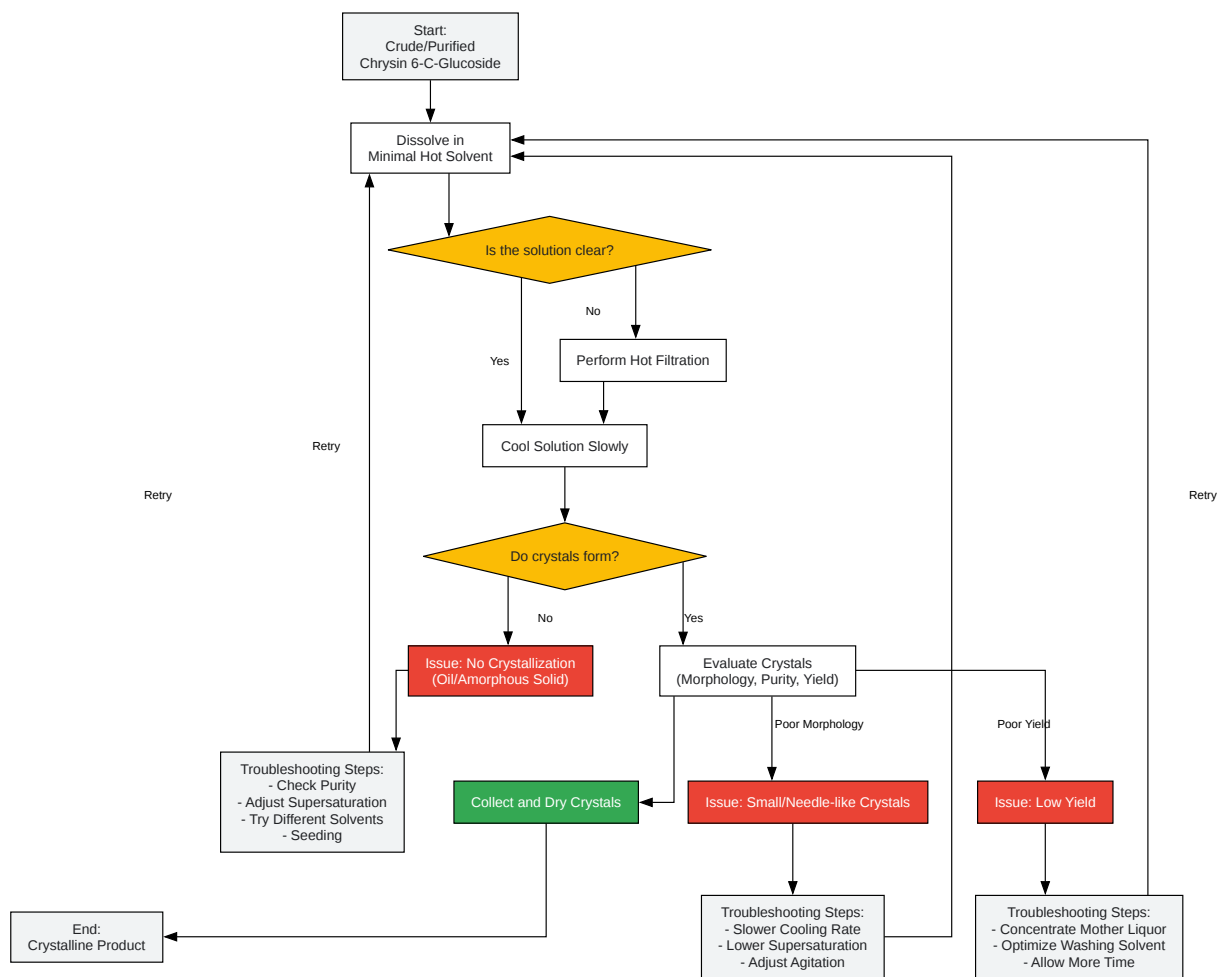 Start:
Crude/Purified
Chrysin 6-C-Glucoside
Dissolve in
Minimal Hot Solvent
Is the solution clear?
No
Yes
Perform Hot Filtration
Cool Solution Slowly
Retry
Retry
Retry
Do crystals form?
No
Yes
Issue: No Crystallization
(Oil/Amorphous Solid)
Evaluate Crystals
(Morphology, Purity, Yield)
Poor Morphology
Poor Yield
Troubleshooting Steps:
- Check Purity
- Adjust Supersaturation
- Try Different Solvents
- Seeding
Collect and Dry Crystals
Issue: Small/Needle-like Crystals
Issue: Low Yield
End:
Crystalline Product
Troubleshooting Steps:
- Slower Cooling Rate
- Lower Supersaturation
- Adjust Agitation
Troubleshooting Steps:
- Concentrate Mother Liquor
- Optimize Washing Solvent
- Allow More Time